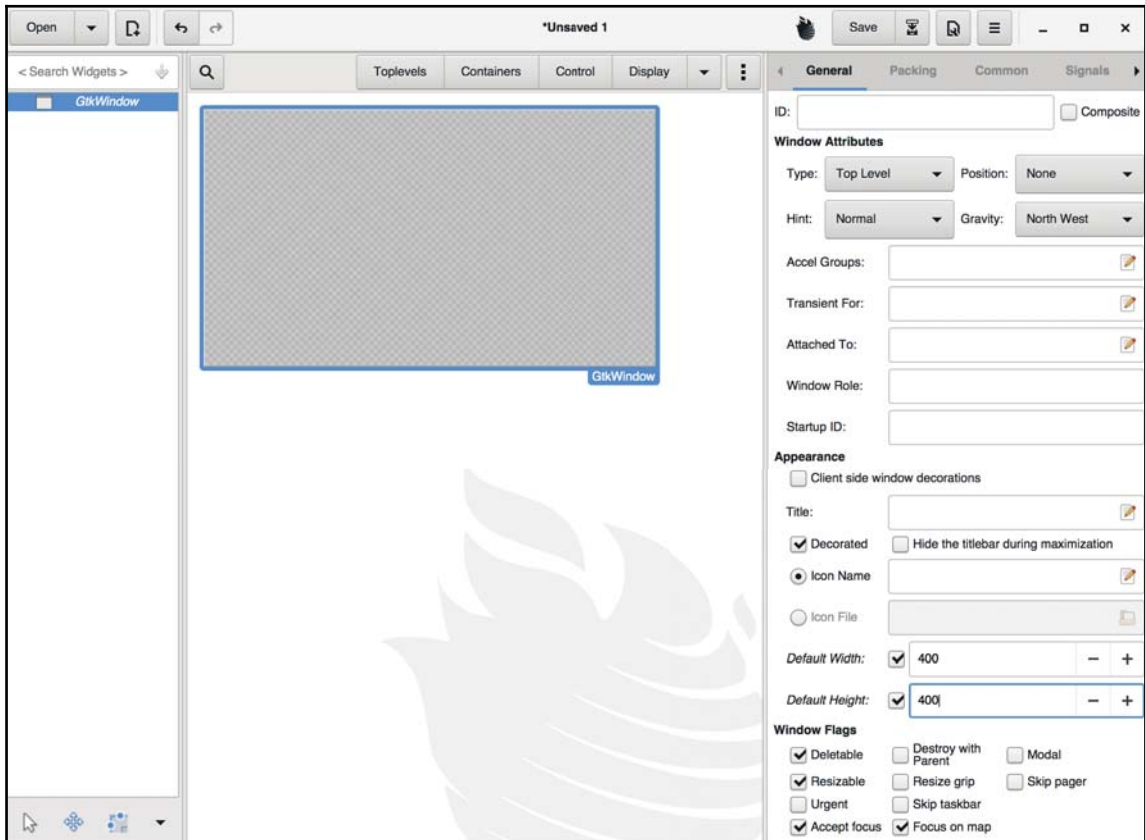 Open
*Unsaved 1
Save
< Search Widgets >
Toplevels Containers Control Display
General Packing Common Signals
GtkWindow
GtkWindow
ID: Composite
Window Attributes
Type: Top Level Position: None
Hint: Normal Gravity: North West
Accel Groups:
Transient For:
Attached To:
Window Role:
Startup ID:
Appearance
Client side window decorations
Title:
Decorated Hide the titlebar during maximization
Icon Name
Icon File
Default Width: 400
Default Height: 400
Window Flags
Deletable Destroy with Parent Modal
Resizable Resize grip Skip pager
Urgent Skip taskbar
Accept focus Focus on map